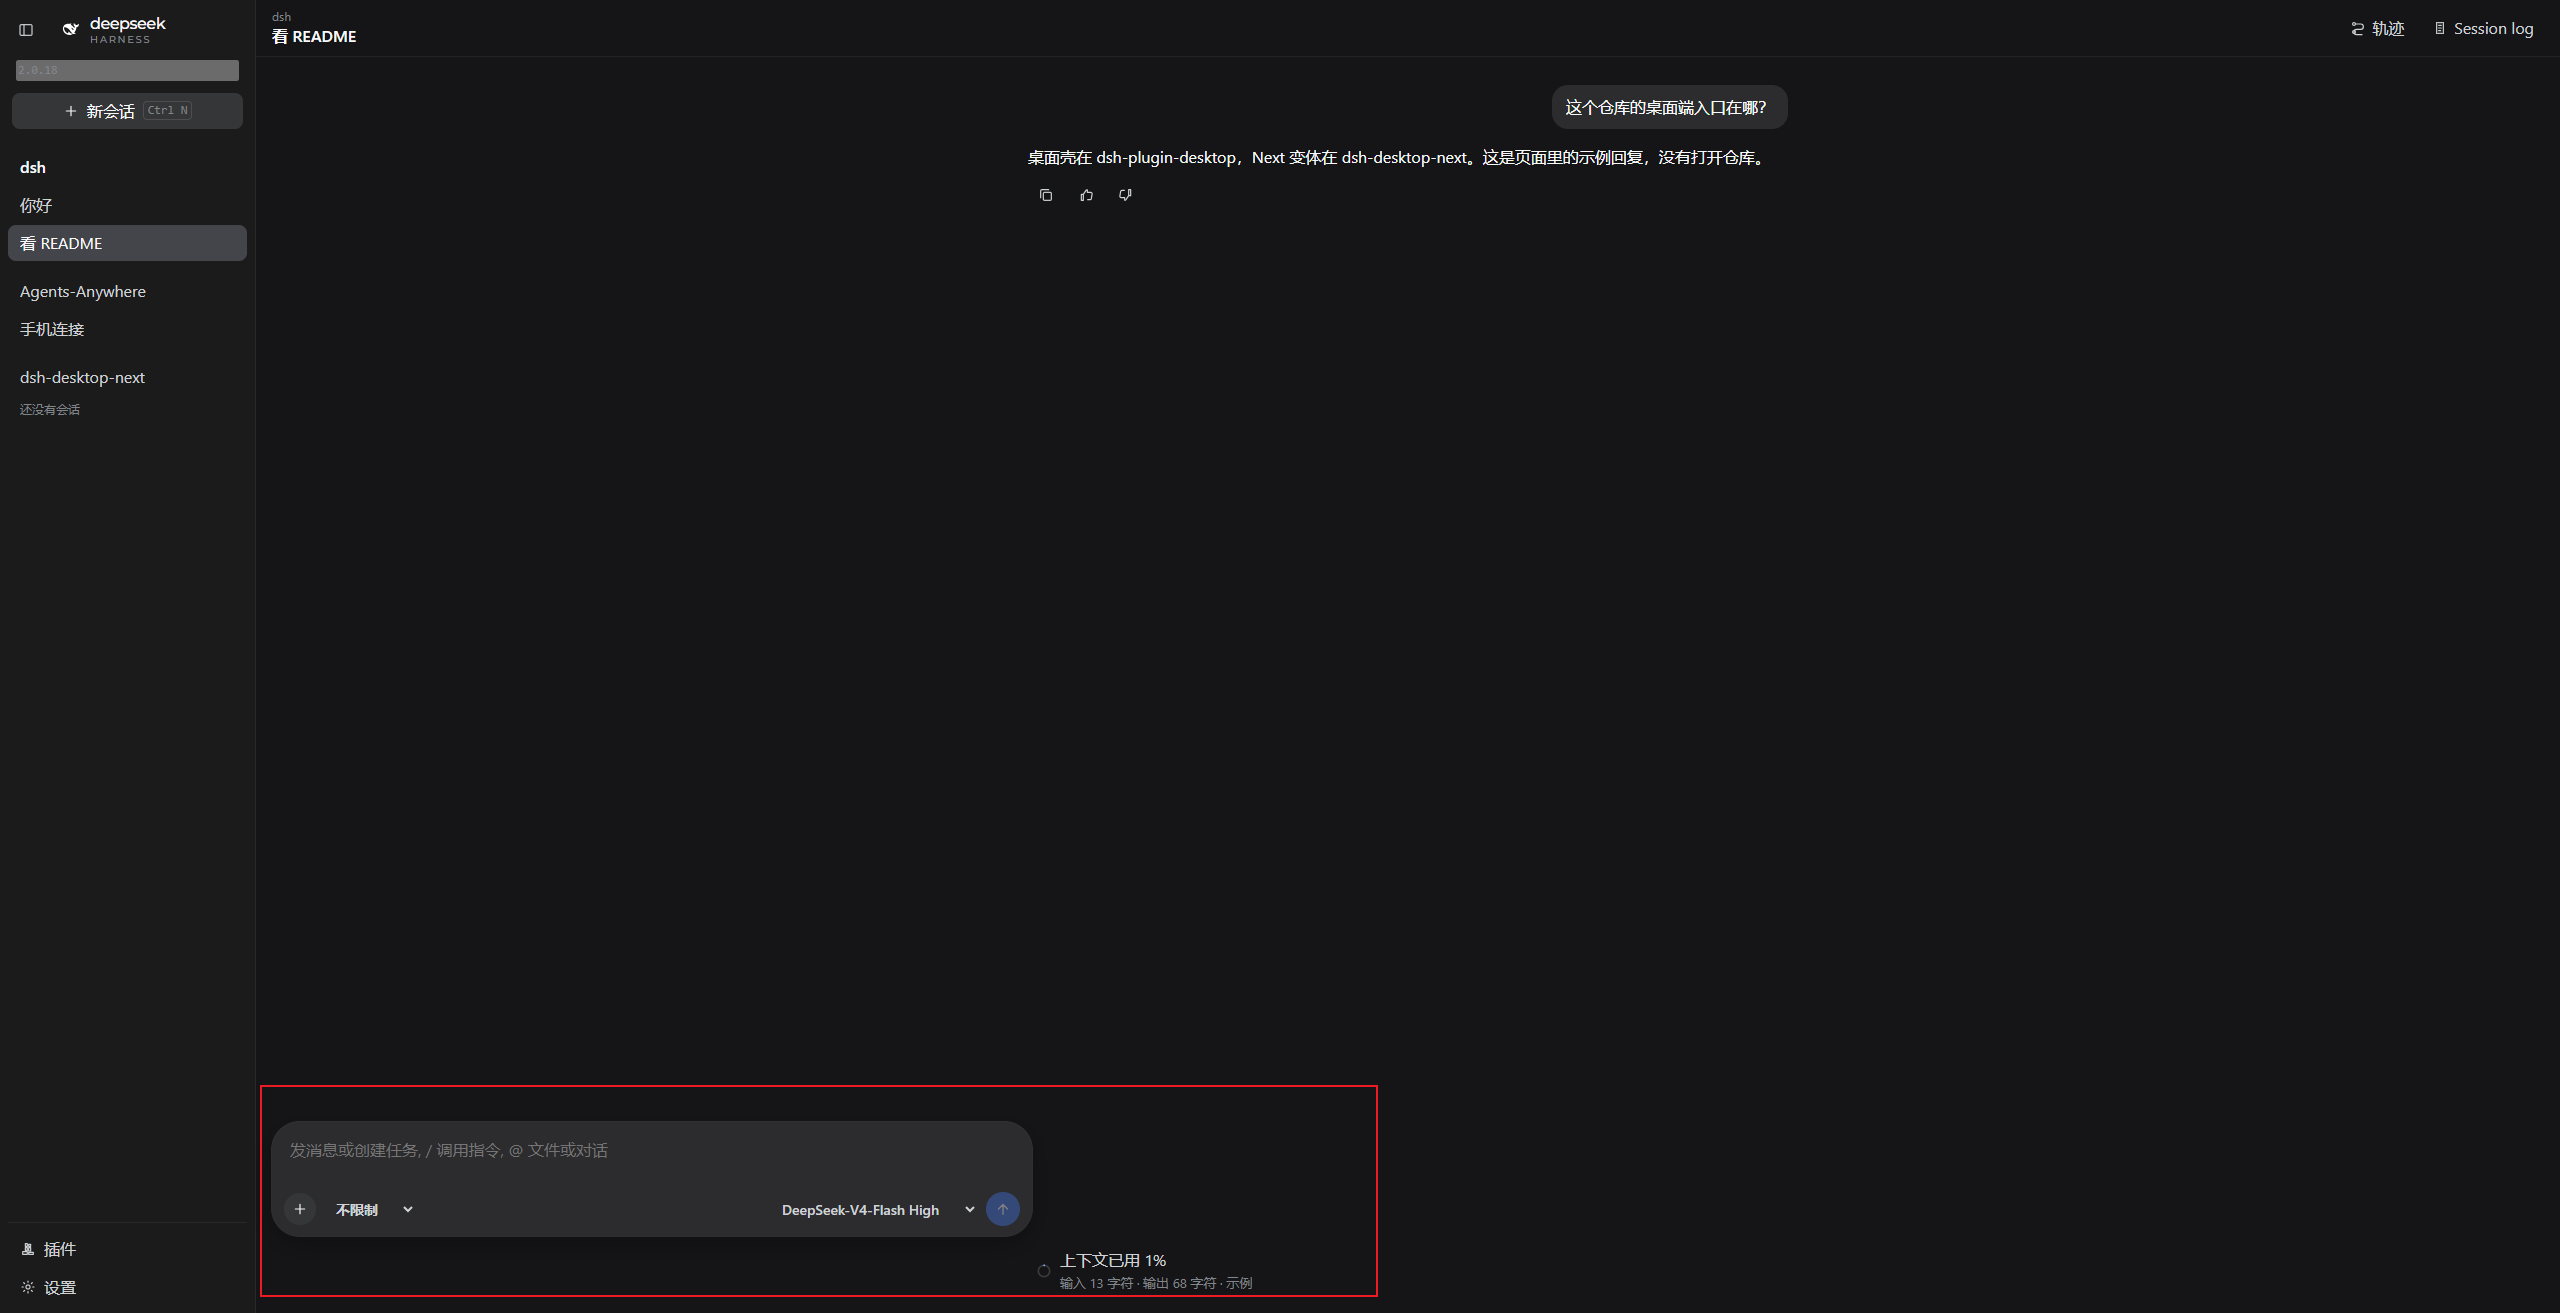 deepseek
HARNESS
2.0.18
新会话 Ctrl N
dsh
你好
看 README
Agents-Anywhere
手机连接
dsh-desktop-next
还没有会话
插件
设置
dsh
看 README
轨迹
Session log
这个仓库的桌面端入口在哪？
桌面壳在 dsh-plugin-desktop，Next 变体在 dsh-desktop-next。这是页面里的示例回复，没有打开仓库。
发消息或创建任务, / 调用指令, @ 文件或对话
不限制
DeepSeek-V4-Flash High
上下文已用 1%
输入 13 字符 · 输出 68 字符 · 示例